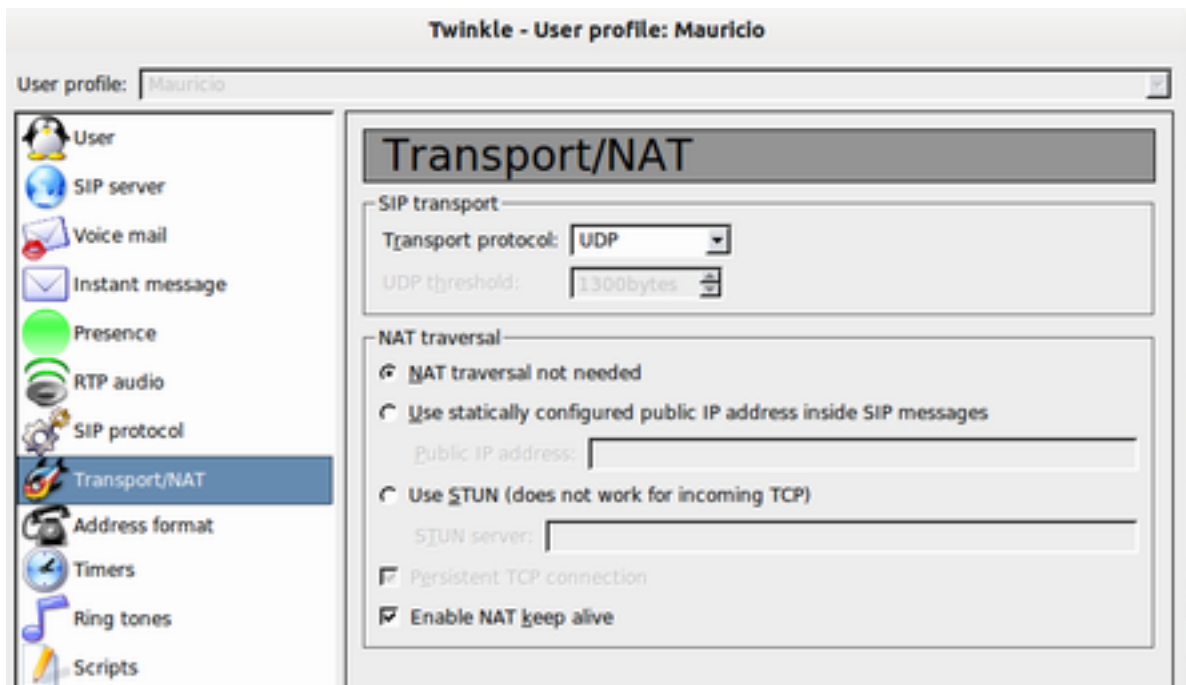 Twinkle - User profile: Mauricio
User profile: Mauricio
User
SIP server
Voice mail
Instant message
Presence
RTP audio
SIP protocol
Transport/NAT
Address format
Timers
Ring tones
Scripts
Transport/NAT
SIP transport
Transport protocol: UDP
UDP threshold: 1300bytes
NAT traversal
NAT traversal not needed
Use statically configured public IP address inside SIP messages
Public IP address:
Use STUN (does not work for incoming TCP)
STUN server:
Persistent TCP connection
Enable NAT keep alive